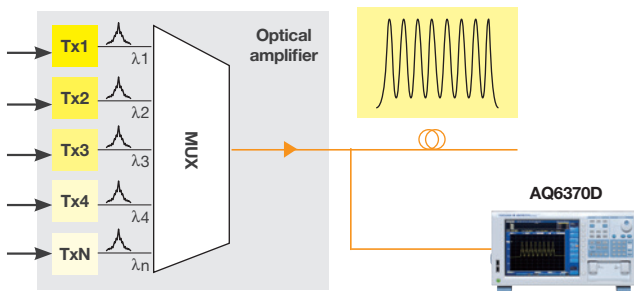 Tx1
λ1
Tx2
λ2
Tx3
λ3
Tx4
λ4
TxN
λn
MUX
Optical
amplifier
AQ6370D